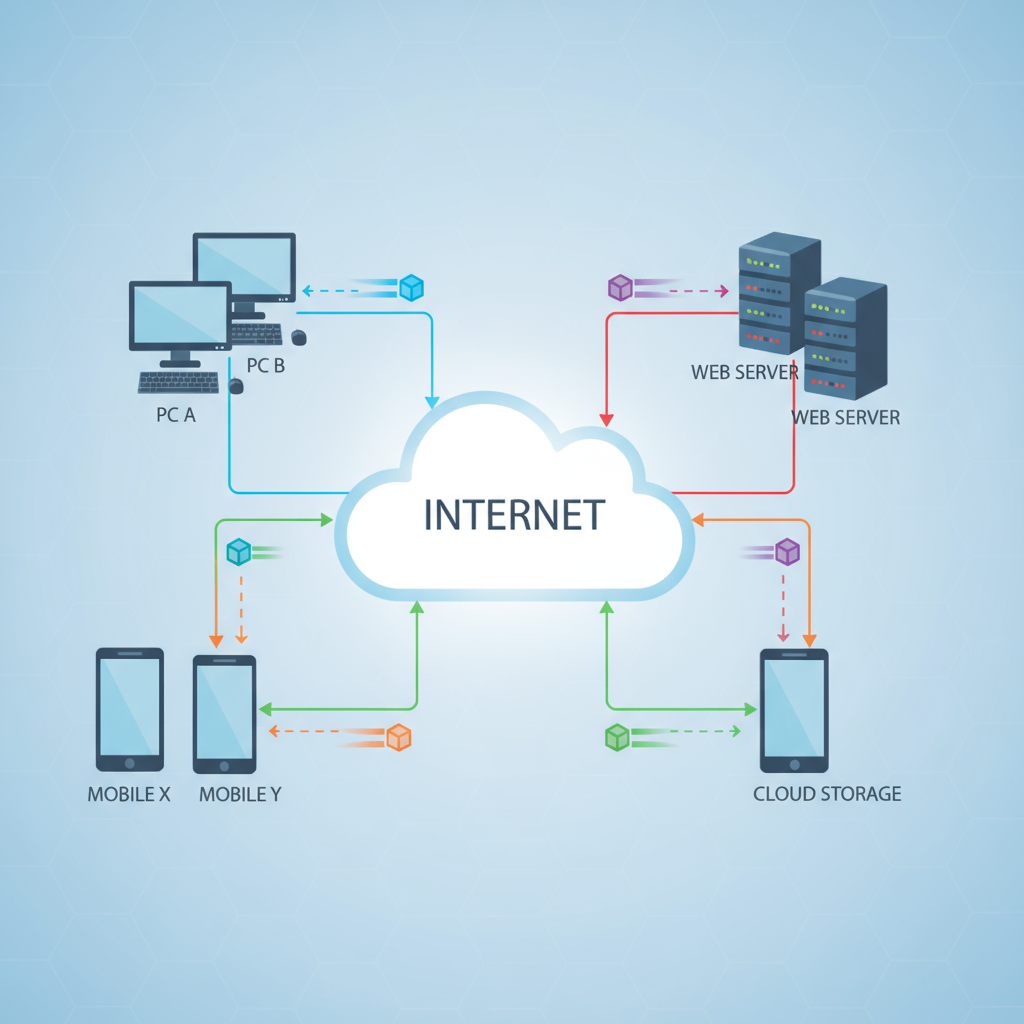 PC B
PC A
WEB SERVER
WEB SERVER
INTERNET
MOBILE X
MOBILE Y
CLOUD STORAGE